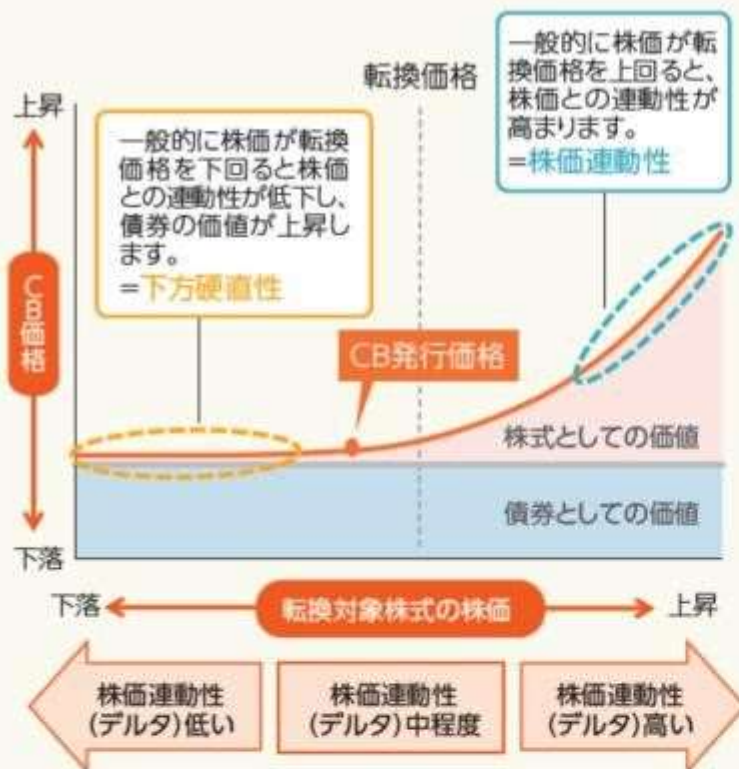 一般的に株価が転
換価格を上回ると、
株価との連動性が
高まります。
=株価連動性
転換価格
上昇
一般的に株価が転換
価格を下回ると株価
との連動性が低下し、
債券の価値が上昇し
ます。
=下方硬直性
CB価格
CB発行価格
株式としての価値
債券としての価値
下落
下落
転換対象株式の株価
上昇
株価連動性
(デルタ)低い
株価連動性
(デルタ)中程度
株価連動性
(デルタ)高い